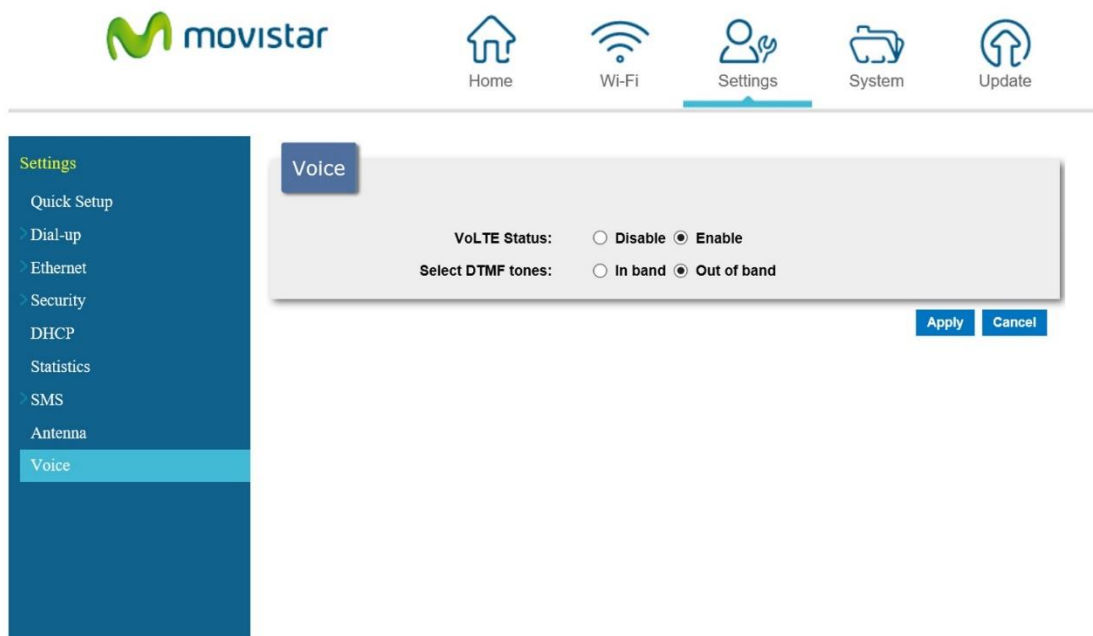 movistar
Home Wi-Fi Settings System Update
Settings
Quick Setup
Dial-up
Ethernet
Security
DHCP
Statistics
SMS
Antenna
Voice
Voice
VoLTE Status: Disable Enable
Select DTMF tones: In band Out of band
Apply Cancel